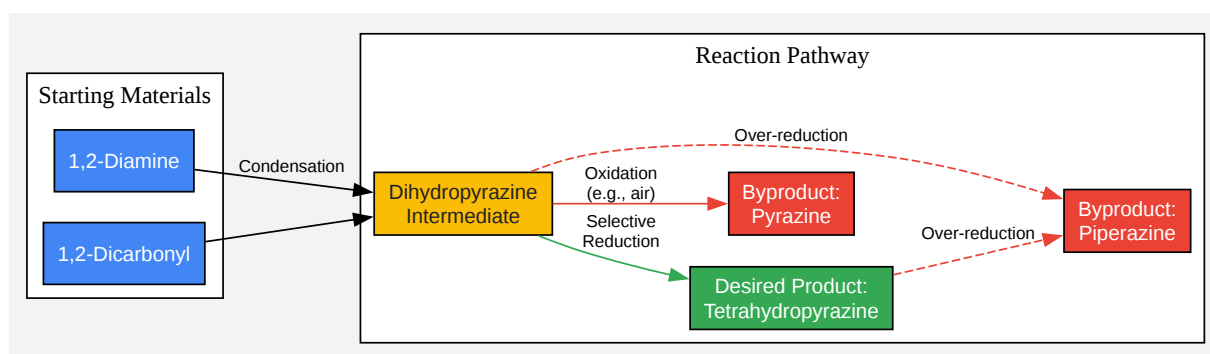 Reaction Pathway
Starting Materials
1,2-Diamine
1,2-Dicarbonyl
Condensation
Dihydropyrazine
Intermediate
Over-reduction
Oxidation
(e.g., air)
Selective
Reduction
Byproduct:
Pyrazine
Desired Product:
Tetrahydropyrazine
Over-reduction
Byproduct:
Piperazine